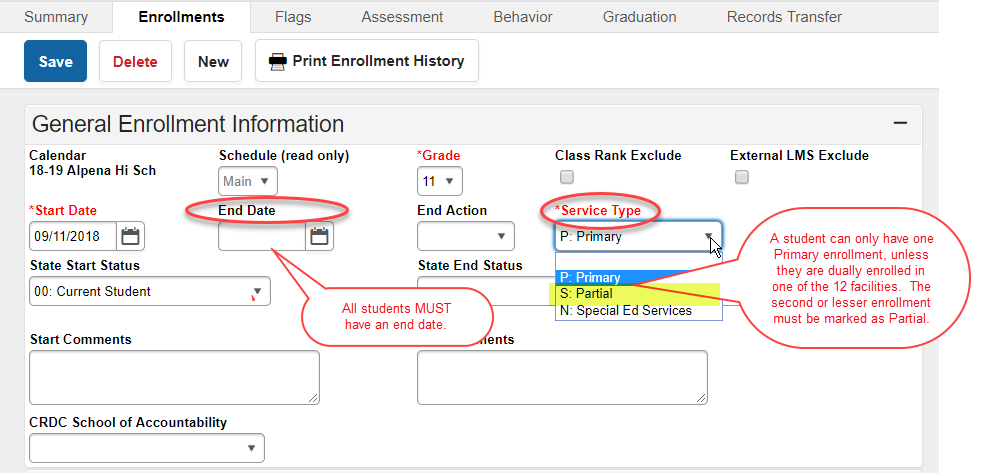 Summary Enrollments Flags Assessment Behavior Graduation Records Transfer
Save Delete New Print Enrollment History
General Enrollment Information
Calendar Schedule (read only) *Grade Class Rank Exclude External LMS Exclude
18-19 Alpena Hi Sch
Main 11
*Start Date End Date End Action *Service Type
09/11/2018 P: Primary
State Start Status State End Status
00: Current Student
P: Primary
S: Partial
N: Special Ed Services
All students MUST
have an end date.
A student can only have one
Primary enrollment, unless
they are dually enrolled in
one of the 12 facilities. The
second or lesser enrollment
must be marked as Partial.
Start Comments
CRDC School of Accountability